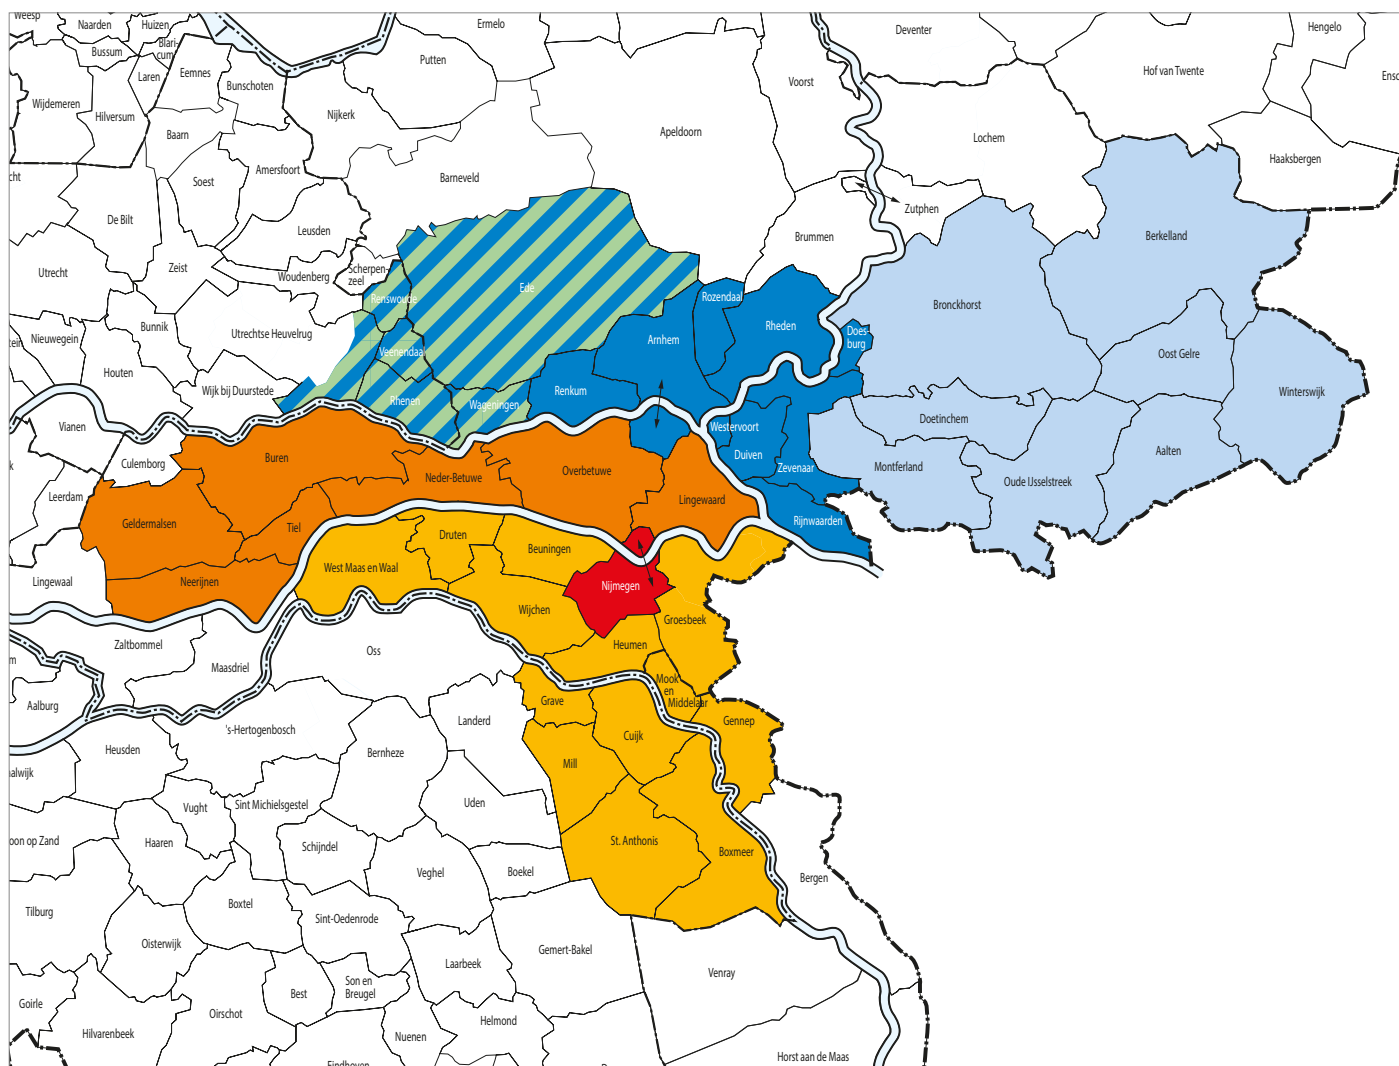 Weesp
Naarden
Huizen
Ermelo
Deventer
Hengelo
Bussum
Blari-
cum
Putten
Hof van Twente
Laren
Eemnes
Bunschoten
Voorst
Wijdemeren
Hilversum
Nijkerk
Baarn
Apeldoorn
Lochem
Haaksbergen
Amersfoort
Soest
Barneveld
De Bilt
Zutphen
Leusden
Brummen
Berkelland
Utrecht
Zeist
Woudenberg
Scherpen-
zeel
Ede
Renswoude
Rozendaal
Bronckhorst
Bunnik
Utrechtse Heuvelrug
Rheden
Does-
burg
Nieuwegein
Arnhem
Veenendaal
Oost Gelre
Houten
Wijk bij Duurstede
Renkum
Winterswijk
Rhenen
Wageningen
Vianen
Westervoort
Doetinchem
Culemborg
Buren
Duiven
Aalten
Zevenaar
Montferland
Neder-Betuwe
Overbetuwe
Oude IJsselstreek
Leerdam
Lingewaard
Geldermalsen
Tiel
Rijnwaarden
Druten
Beuningen
West Maas en Waal
Lingewaal
Neerijnen
Nijmegen
Wijchen
Groesbeek
Zaltbommel
Heumen
Oss
Maasdriel
Mook
en
Middelaar
Aalburg
Grave
Landerd
Gennep
's-Hertogenbosch
Cuijk
Heusden
Bernheze
Mill
alwijk
Uden
Vught
Sint Michielsgestel
oon op Zand
Haaren
Schijndel
St. Anthonis
Boxmeer
Veghel
Boekel
Bergen
Boxtel
Tilburg
Sint-Oedenrode
Oisterwijk
Gemert-Bakel
Laarbeek
Venray
Son en
Breugel
Best
Goirle
Oirschot
Helmond
Hilvarenbeek
Nuenen
Horst aan de Maas
Eindhoven